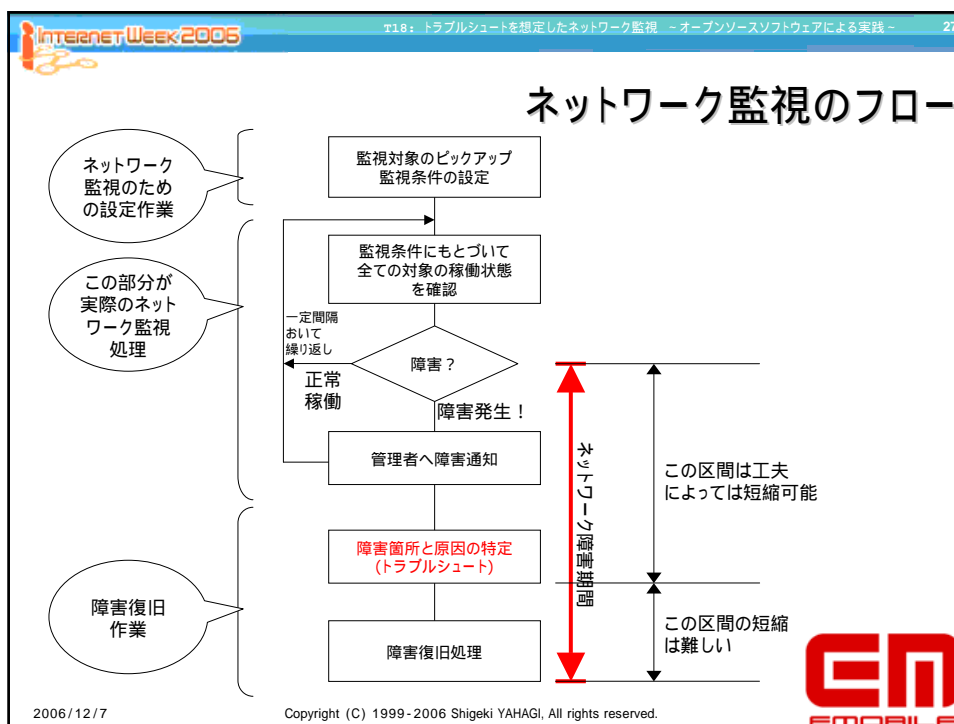 INTERNET WEEK 2006
T18: トラブルシュートを想定したネットワーク監視 ～オープンソースソフトウェアによる実践～ 27
ネットワーク監視のフロー
ネットワーク
監視のため
の設定作業
監視対象のピックアップ
監視条件の設定
この部分が
実際のネット
ワーク監視
処理
監視条件にもとづいて
全ての対象の稼働状態
を確認
一定間隔
おいて
繰り返し
障害？
正常
稼働
障害発生！
管理者へ障害通知
ネットワーク障害期間
この区間は工夫
によっては短縮可能
障害箇所と原因の特定
(トラブルシュート)
障害復旧
作業
障害復旧処理
この区間の短縮
は難しい
EM
EMOBILE
2006/12/7
Copyright (C) 1999-2006 Shigeki YAHAGI, All rights reserved.